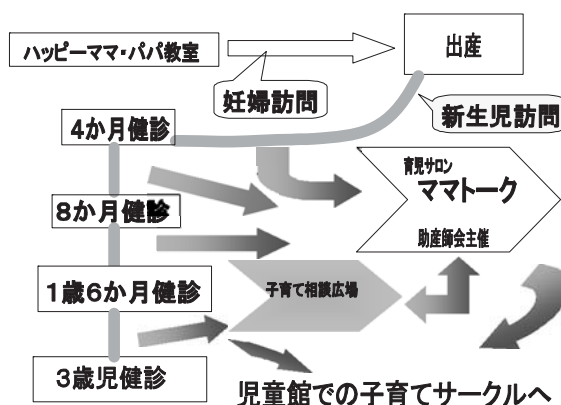 ハッピーママ・パパ教室
出産
妊婦訪問
新生児訪問
4か月健診
育児サロン
ママトーク
助産師会主催
8か月健診
1歳6か月健診
子育て相談広場
3歳児健診
児童館での子育てサークルへ